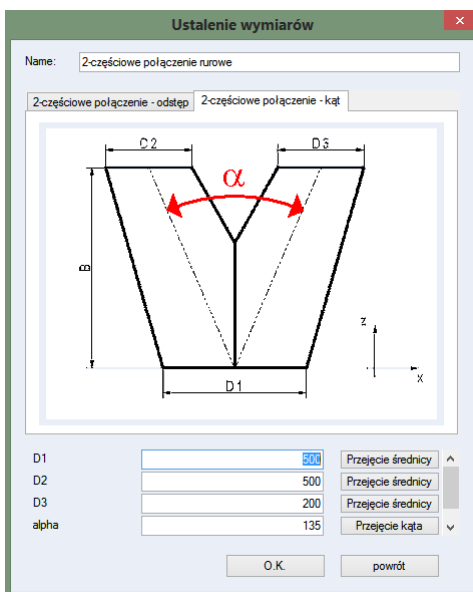 Ustalenie wymiarów
×
Name: 2-częściowe połączenie rurowe
2-częściowe połączenie - odstęp 2-częściowe połączenie - kąt
D2 D3
α
B
z
x
D1
D1 500 Przejęcie średnicy
D2 500 Przejęcie średnicy
D3 200 Przejęcie średnicy
alpha 135 Przejęcie kąta
O.K. powrót